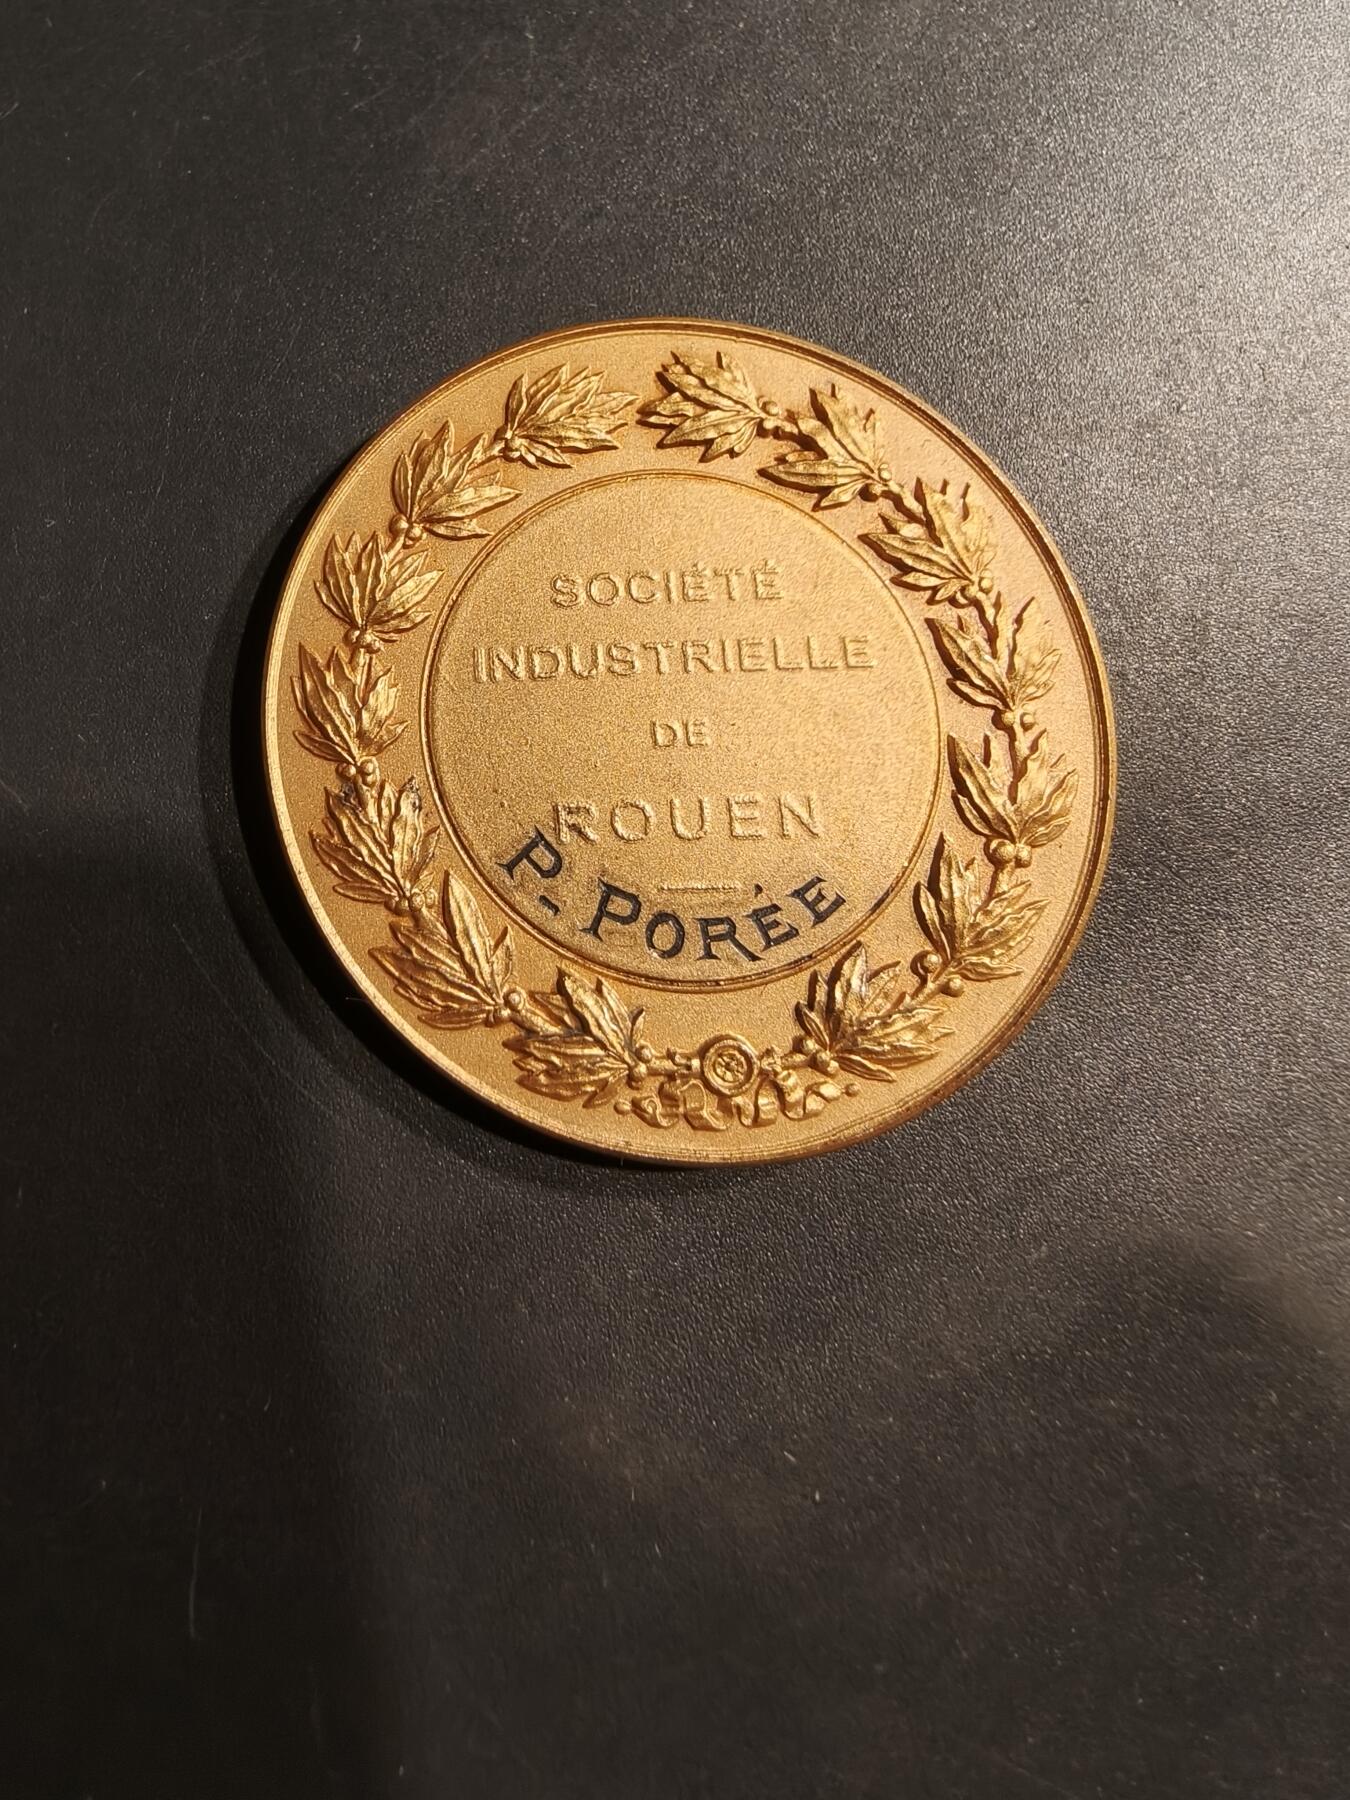 SOCIÉTÉ
INDUSTRIELLE
DE
ROUEN
P. PORÉE